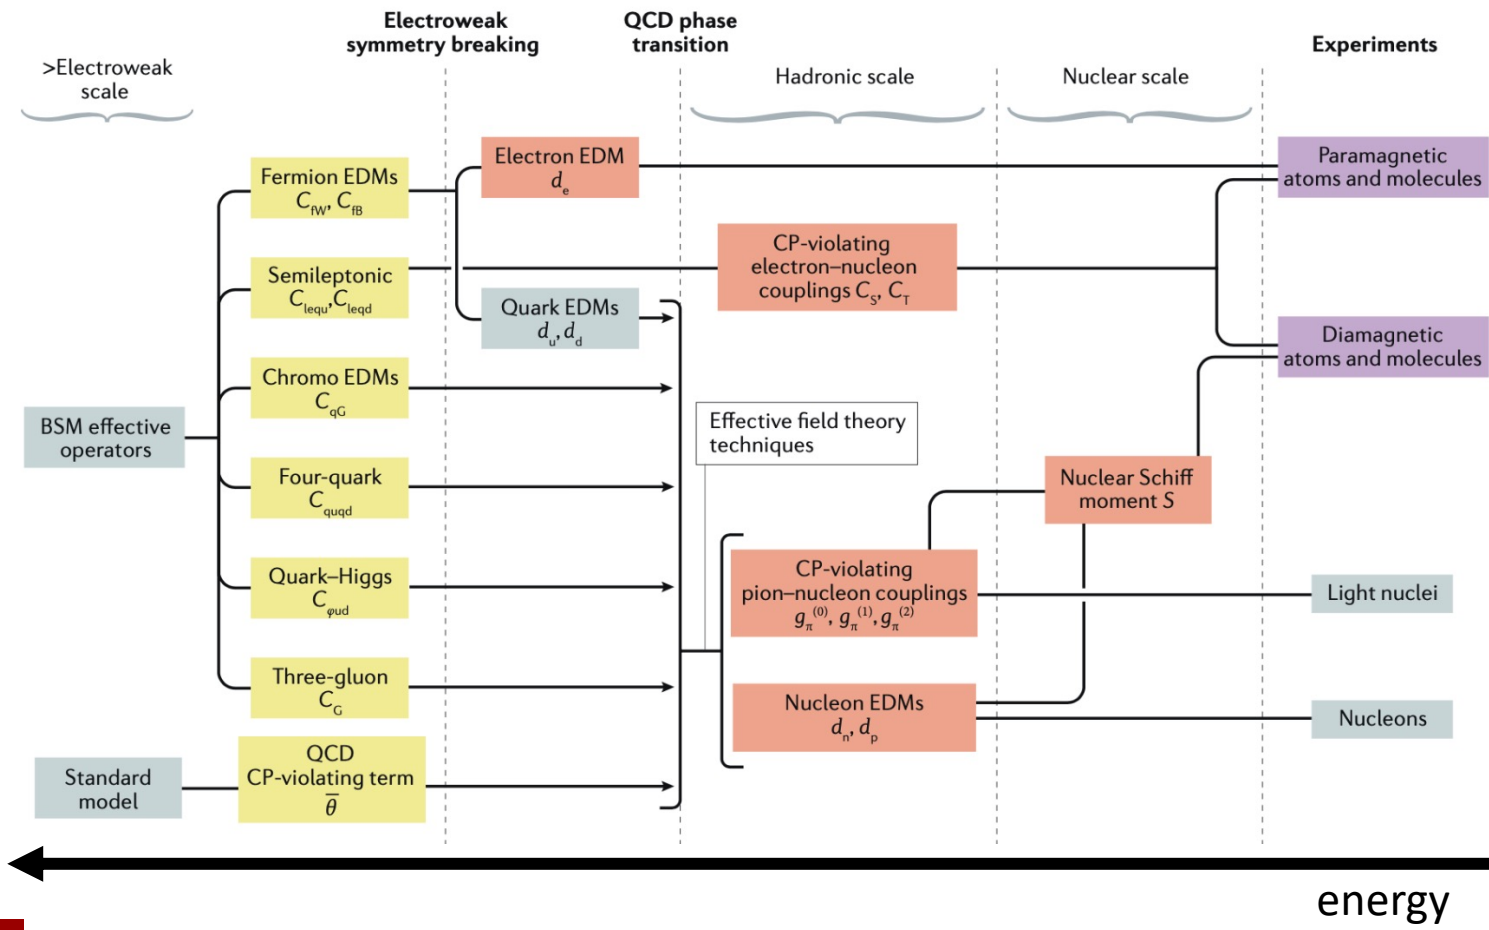 Electroweak
symmetry breaking
QCD phase
transition
Experiments
>Electroweak
scale
Hadronic scale
Nuclear scale
Fermion EDMs
C_fW, C_fB
Electron EDM
d_e
Paramagnetic
atoms and molecules
Semileptonic
C_lequ, C_leqd
CP-violating
electron–nucleon
couplings C_S, C_T
Quark EDMs
d_u, d_d
Diamagnetic
atoms and molecules
Chromo EDMs
C_qG
BSM effective
operators
Effective field theory
techniques
Four-quark
C_quqd
Nuclear Schiff
moment S
Quark–Higgs
C_φud
CP-violating
pion–nucleon couplings
g_π^(0), g_π^(1), g_π^(2)
Light nuclei
Three-gluon
C_G
Nucleon EDMs
d_n, d_p
Nucleons
Standard
model
QCD
CP-violating term
θ̅
energy